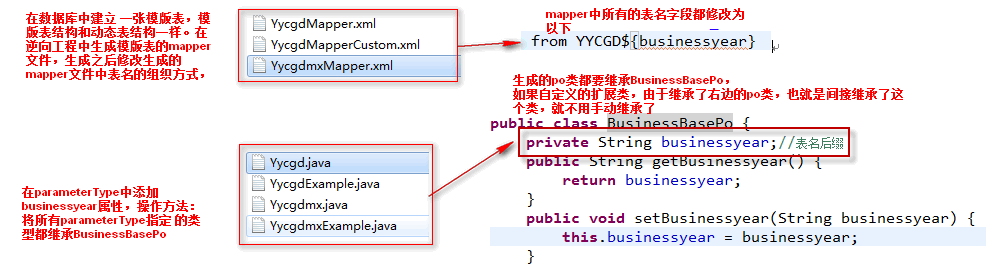 在数据库中建立 一张模版表，模
版表结构和动态表结构一样。在
逆向工程中生成模版表的mapper
文件，生成之后修改生成的
mapper文件中表名的组织方式，
YycgdMapper.xml
YycgdMapperCustom.xml
YycgdmxMapper.xml
mapper中所有的表名字段都修改为
以下
from YYCGD${businessyear}
生成的po类都要继承BusinessBasePo，
如果自定义的扩展类，由于继承了右边的po类，也就是间接继承了这
个类，就不用手动继承了
public class BusinessBasePo {
private String businessyear;//表名后缀
public String getBusinessyear() {
return businessyear;
}
public void setBusinessyear(String businessyear) {
this.businessyear = businessyear;
}
在parameterType中添加
businessyear属性，操作方法：
将所有parameterType指定 的类
型都继承BusinessBasePo
Yycgd.java
YycgdExample.java
Yycgdmx.java
YycgdmxExample.java